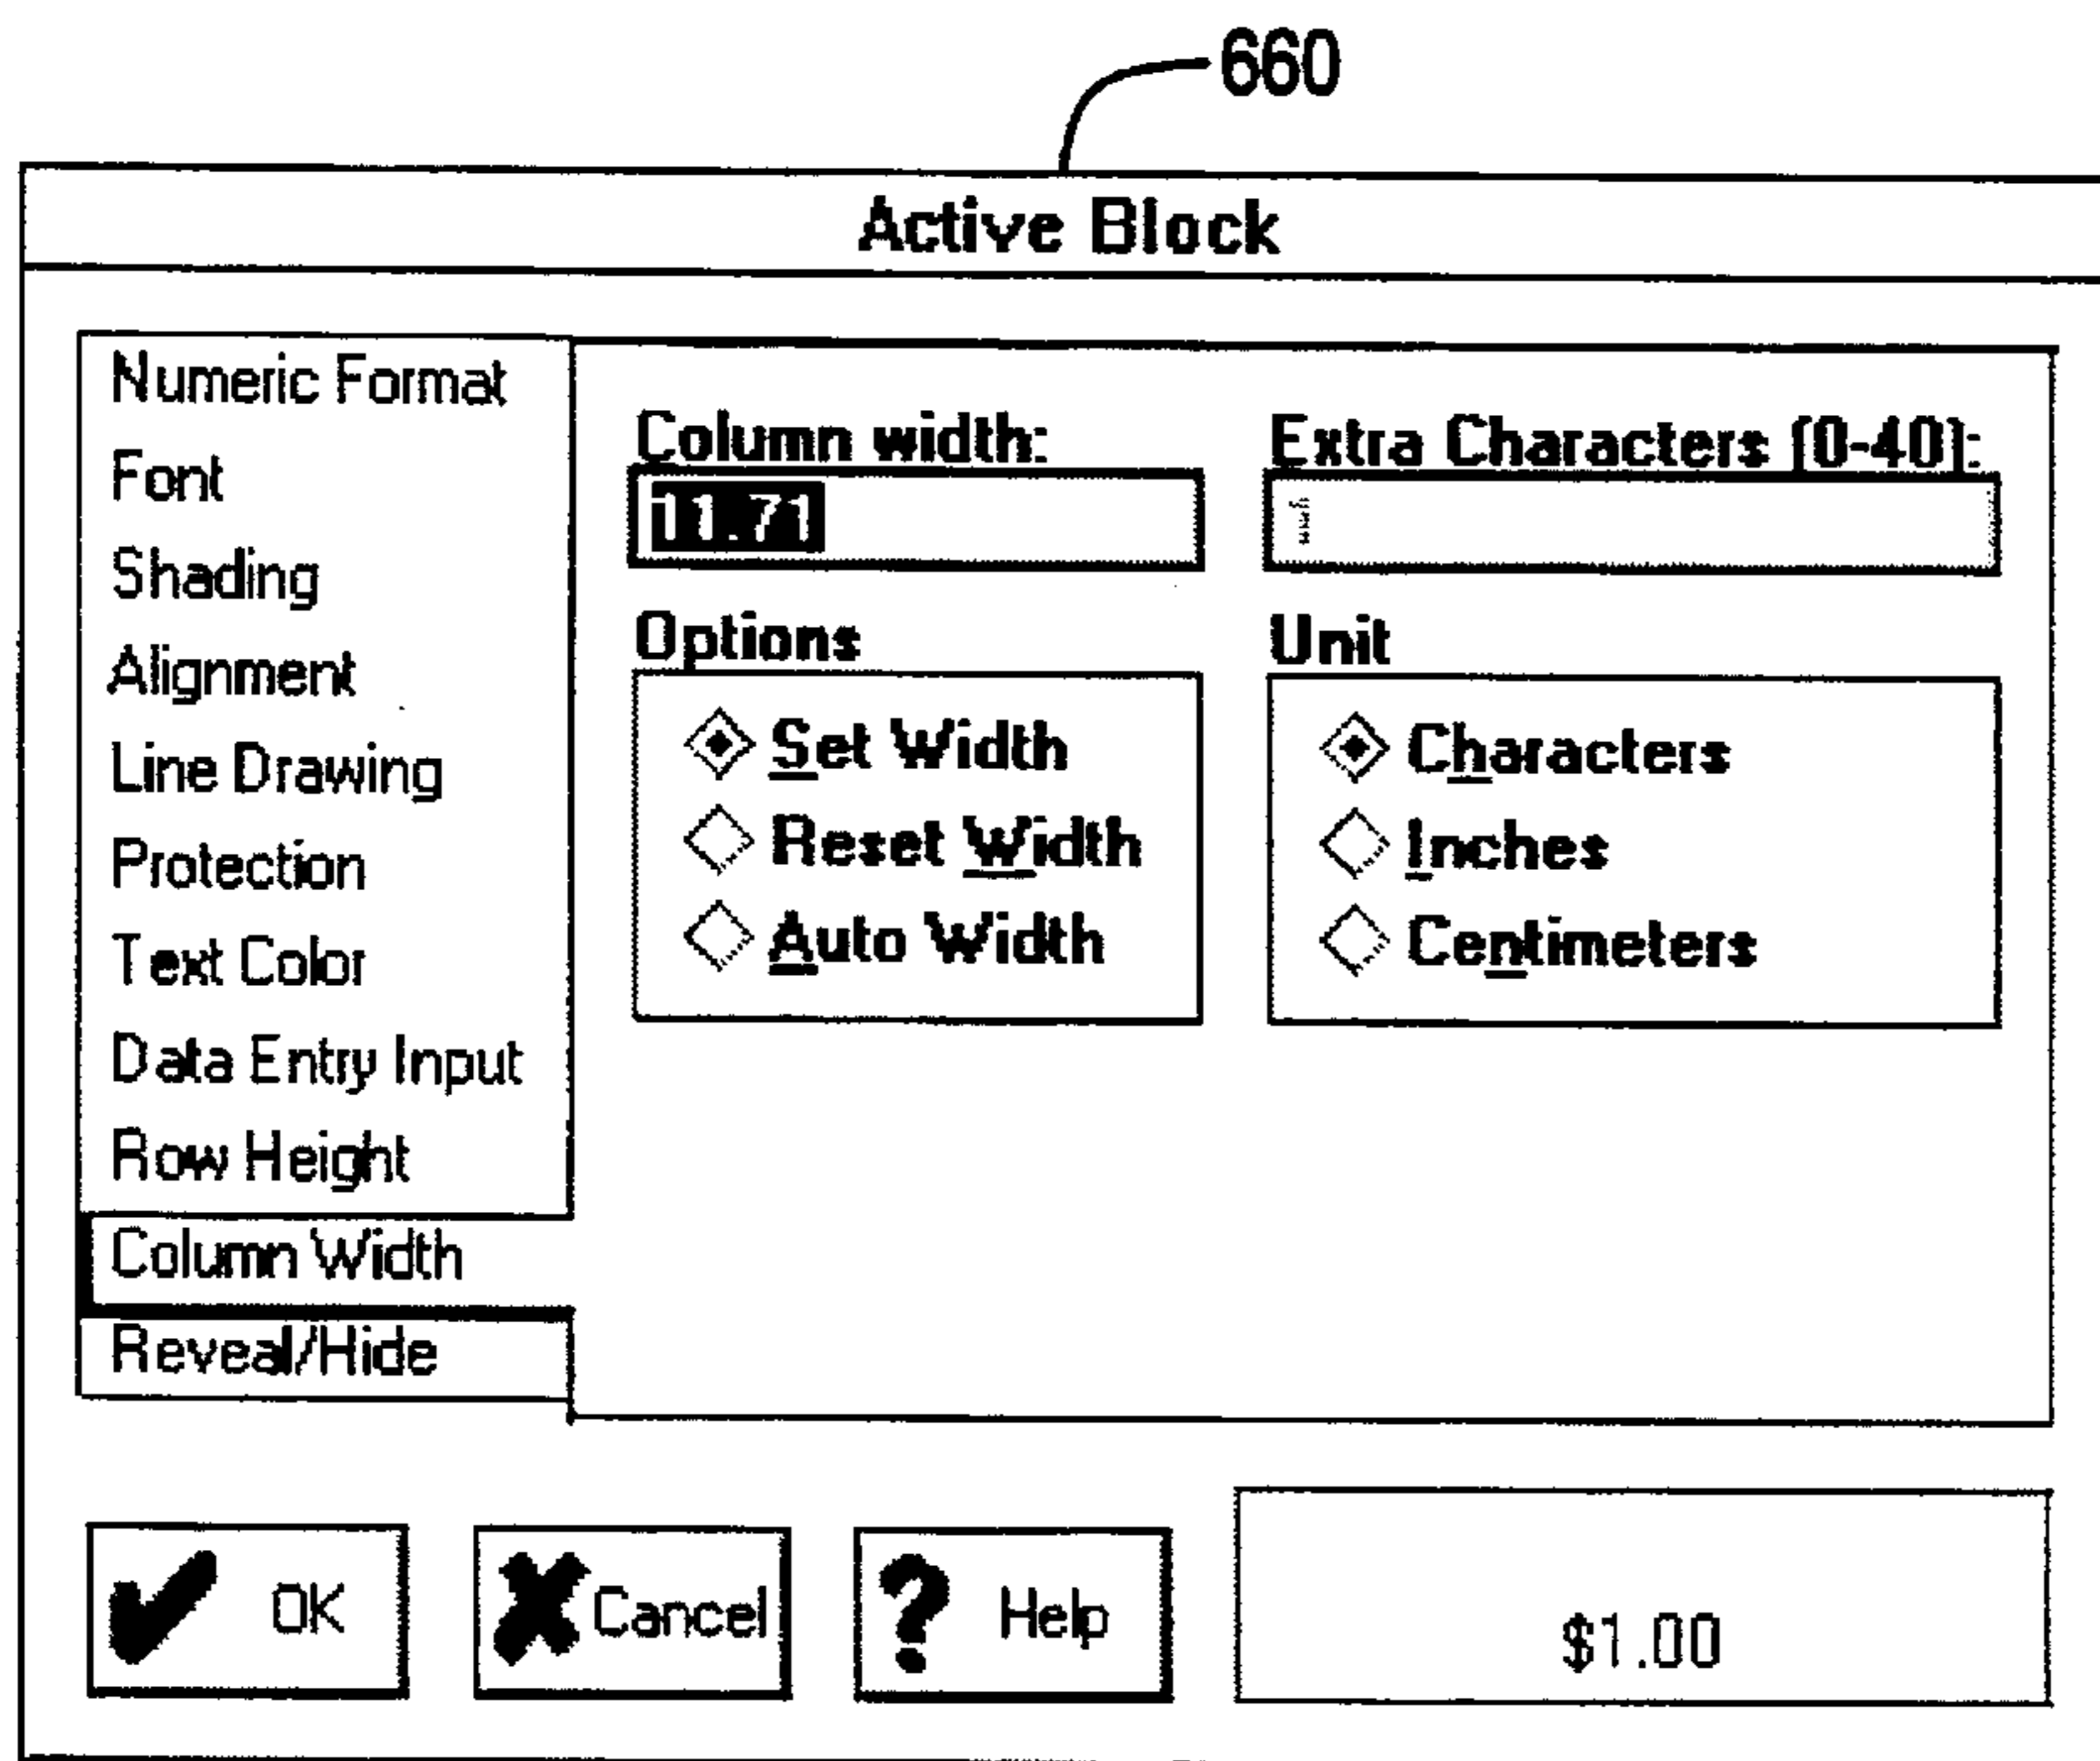 660
Active Block
Numeric Format
Font
Shading
Alignment
Line Drawing
Protection
Text Color
Data Entry Input
Row Height
Column Width
Reveal/Hide
Column width:
Extra Characters (0-40):
11.71
Options
Set Width
Reset Width
Auto Width
Unit
Characters
Inches
Centimeters
OK
Cancel
Help
$1.00